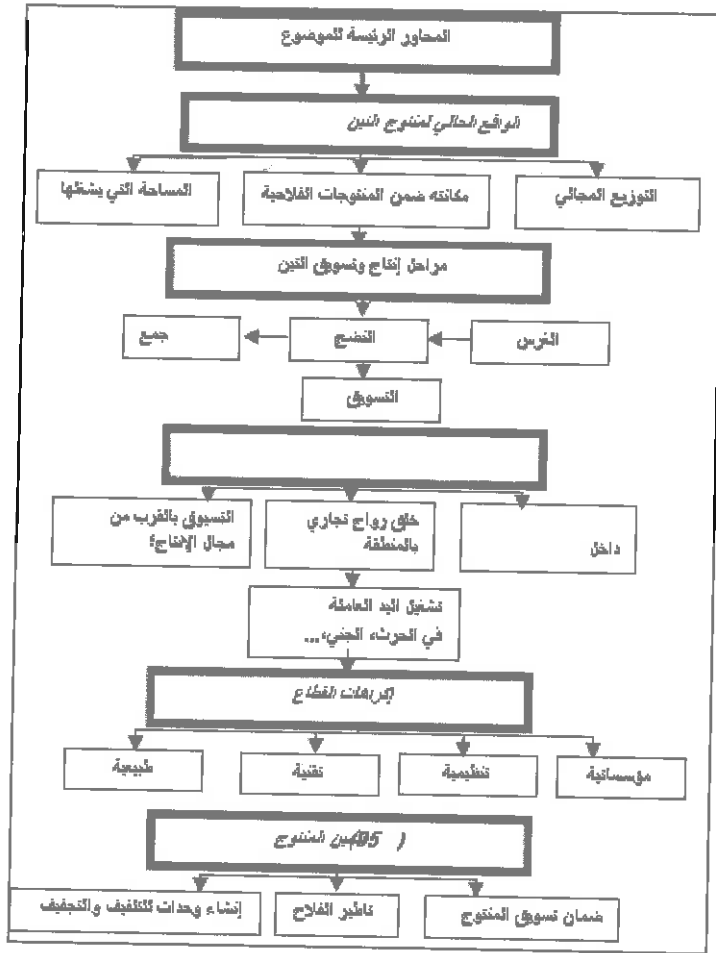 المحاور الرئيسة للموضوع
الواقع الحالي لمنتوج التين
التوزيع المجالي
مكانته ضمن المنتوجات الفلاحية
المساحة التي يشغلها
مراحل إنتاج وتسويق التين
الغرس
النضج
جمع
التسويق
داخل
خلق رواج تجاري
بالمنطقة
التسيوق بالقرب من
مجال الإنتاج؛
تشغيل اليد العاملة
في الحرث، الجني،...
إكراهات القطاع
مؤسساتية
تنظيمية
تقنية
طبيعية
المنتوج
ضمان تسويق المنتوج
تاطير الفلاح
إنشاء وحدات للتلفيف والتجفيف